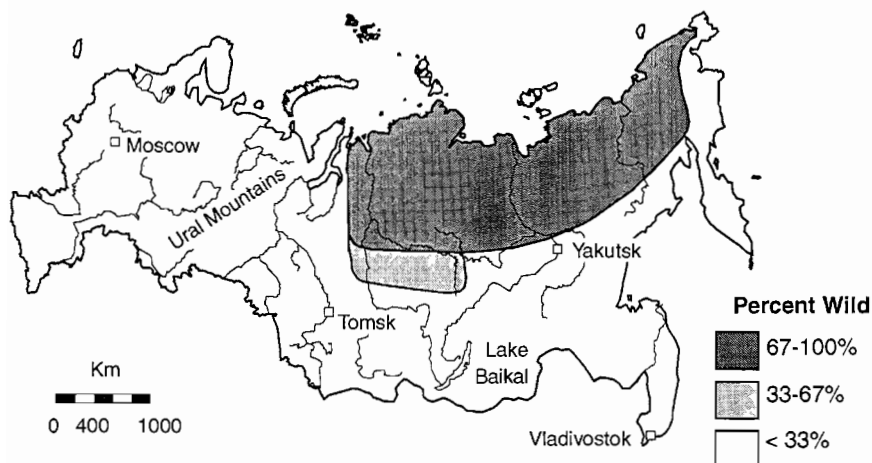 Moscow
Ural Mountains
Yakutsk
Tomsk
Lake
Baikal
Vladivostok
Km
0 400 1000
Percent Wild
67-100%
33-67%
< 33%